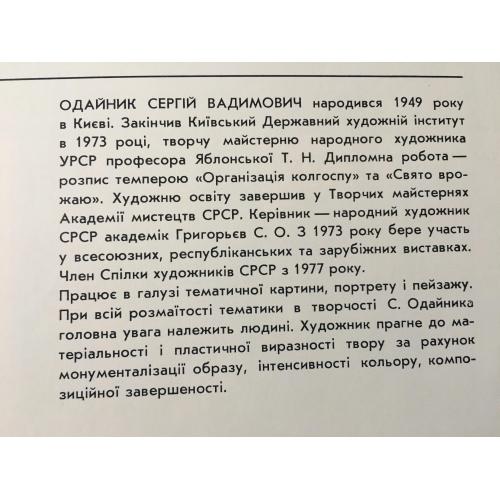 ОДАЙНИК СЕРГІЙ ВАДИМОВИЧ народився 1949 року
в Києві. Закінчив Київський Державний художній інститут
в 1973 році, творчу майстерню народного художника
УРСР професора Яблонської Т. Н. Дипломна робота —
розпис темперою «Організація колгоспу» та «Свято вро-
жаю». Художню освіту завершив у Творчих майстернях
Академії мистецтв СРСР. Керівник — народний художник
СРСР академік Григорьєв С. О. З 1973 року бере участь
у всесоюзних, республіканських та зарубіжних виставках.
Член Спілки художників СРСР з 1977 року.
Працює в галузі тематичної картини, портрету і пейзажу.
При всій розмаїтості тематики в творчості С. Одайника
головна увага належить людині. Художник прагне до ма-
теріальності і пластичної виразності твору за рахунок
монументалізації образу, інтенсивності кольору, компо-
зиційної завершеності.